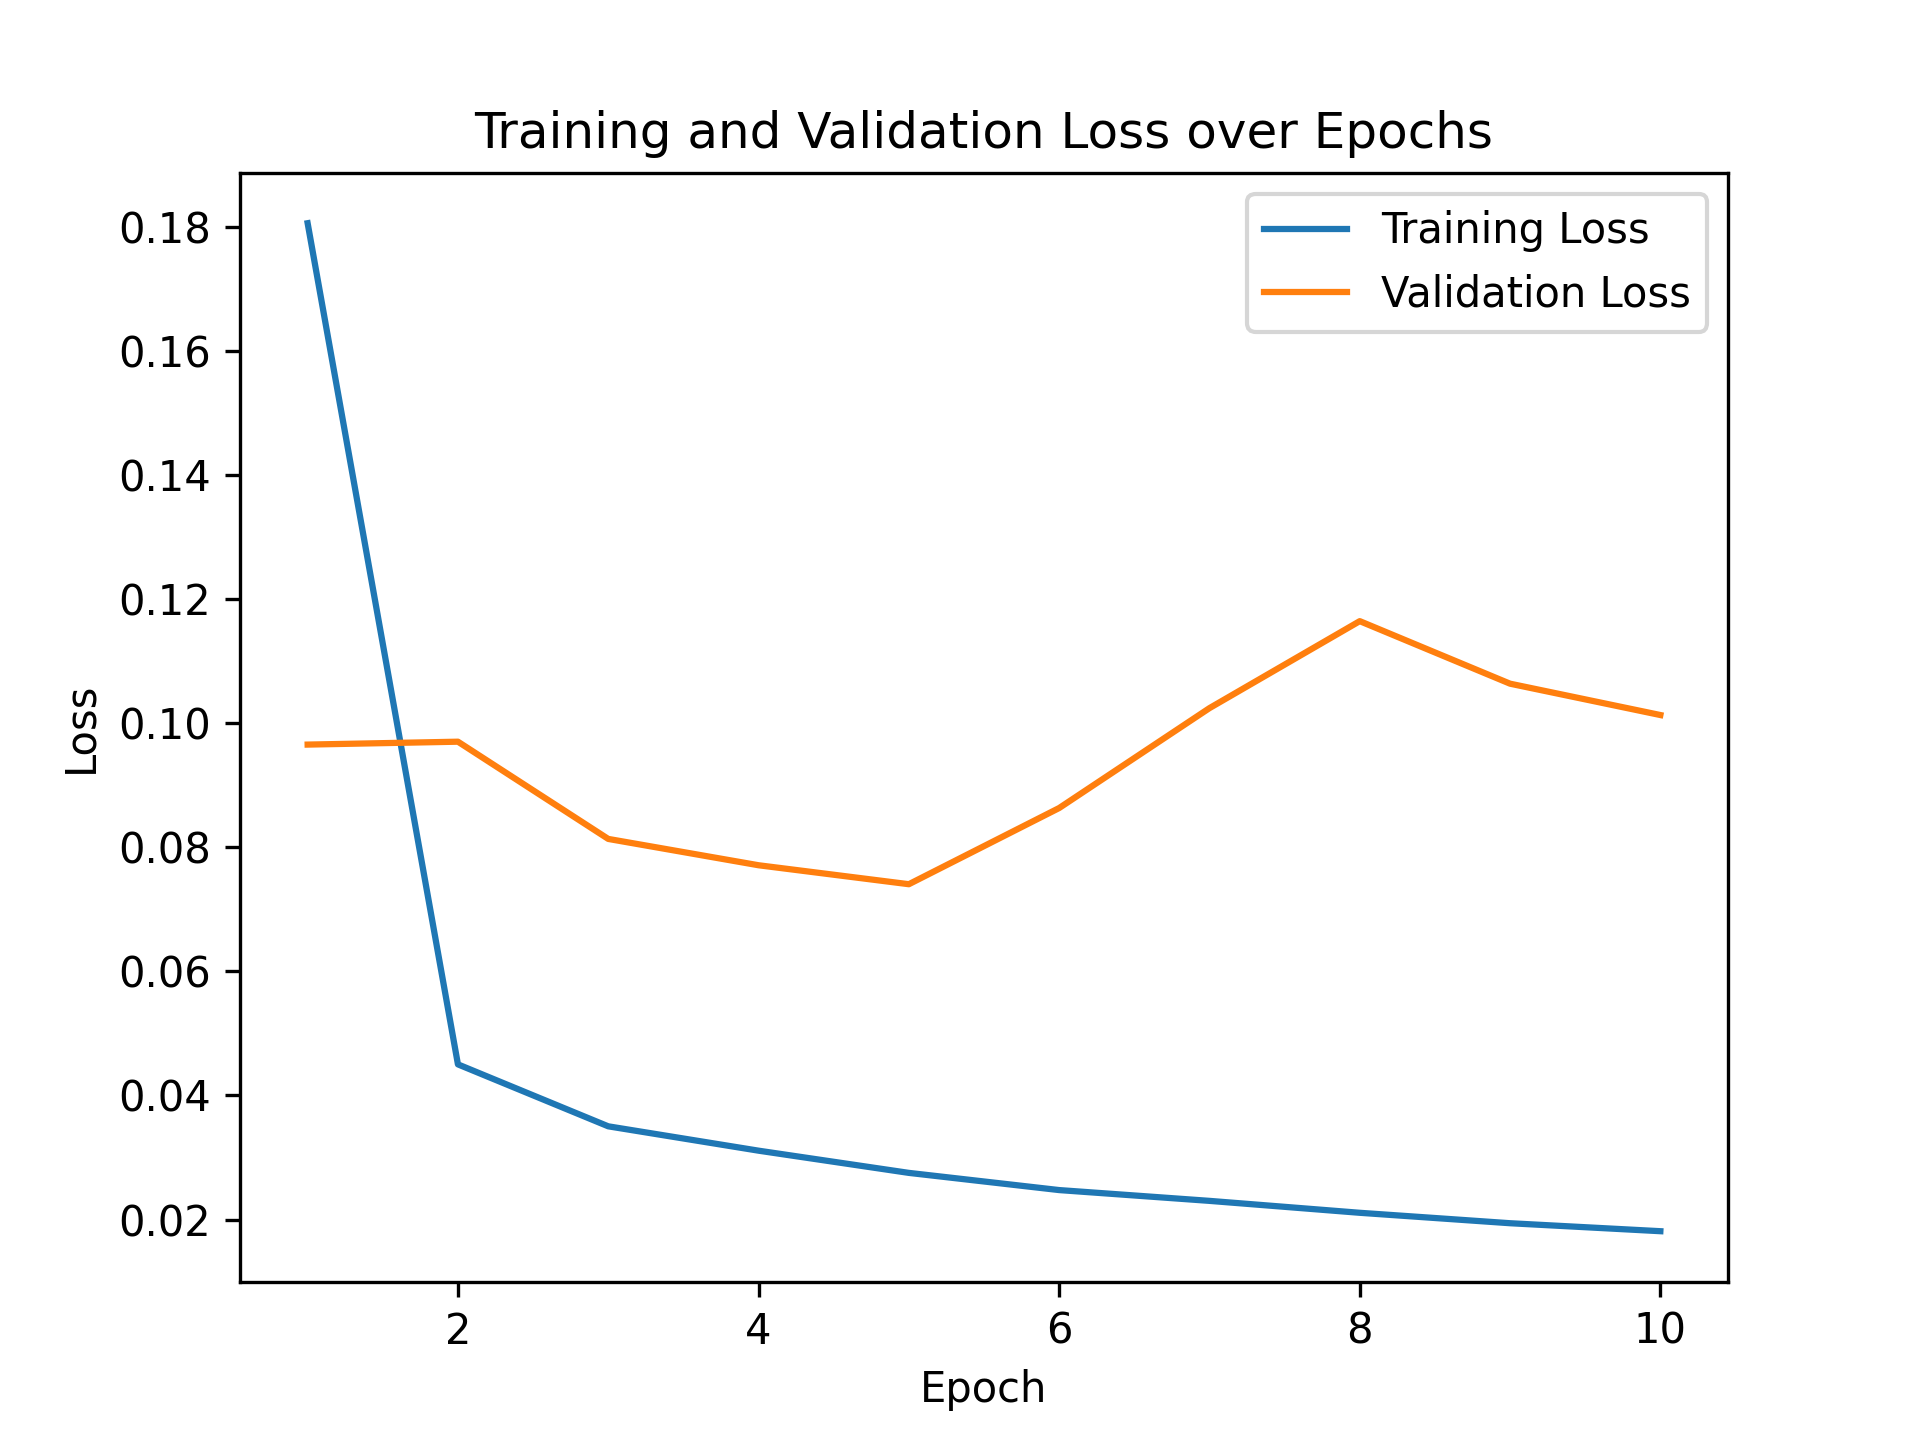 Training and Validation Loss over Epochs
Training Loss
Validation Loss
0.18
0.16
0.14
0.12
0.10
0.08
0.06
0.04
0.02
Loss
2 4 6 8 10
Epoch